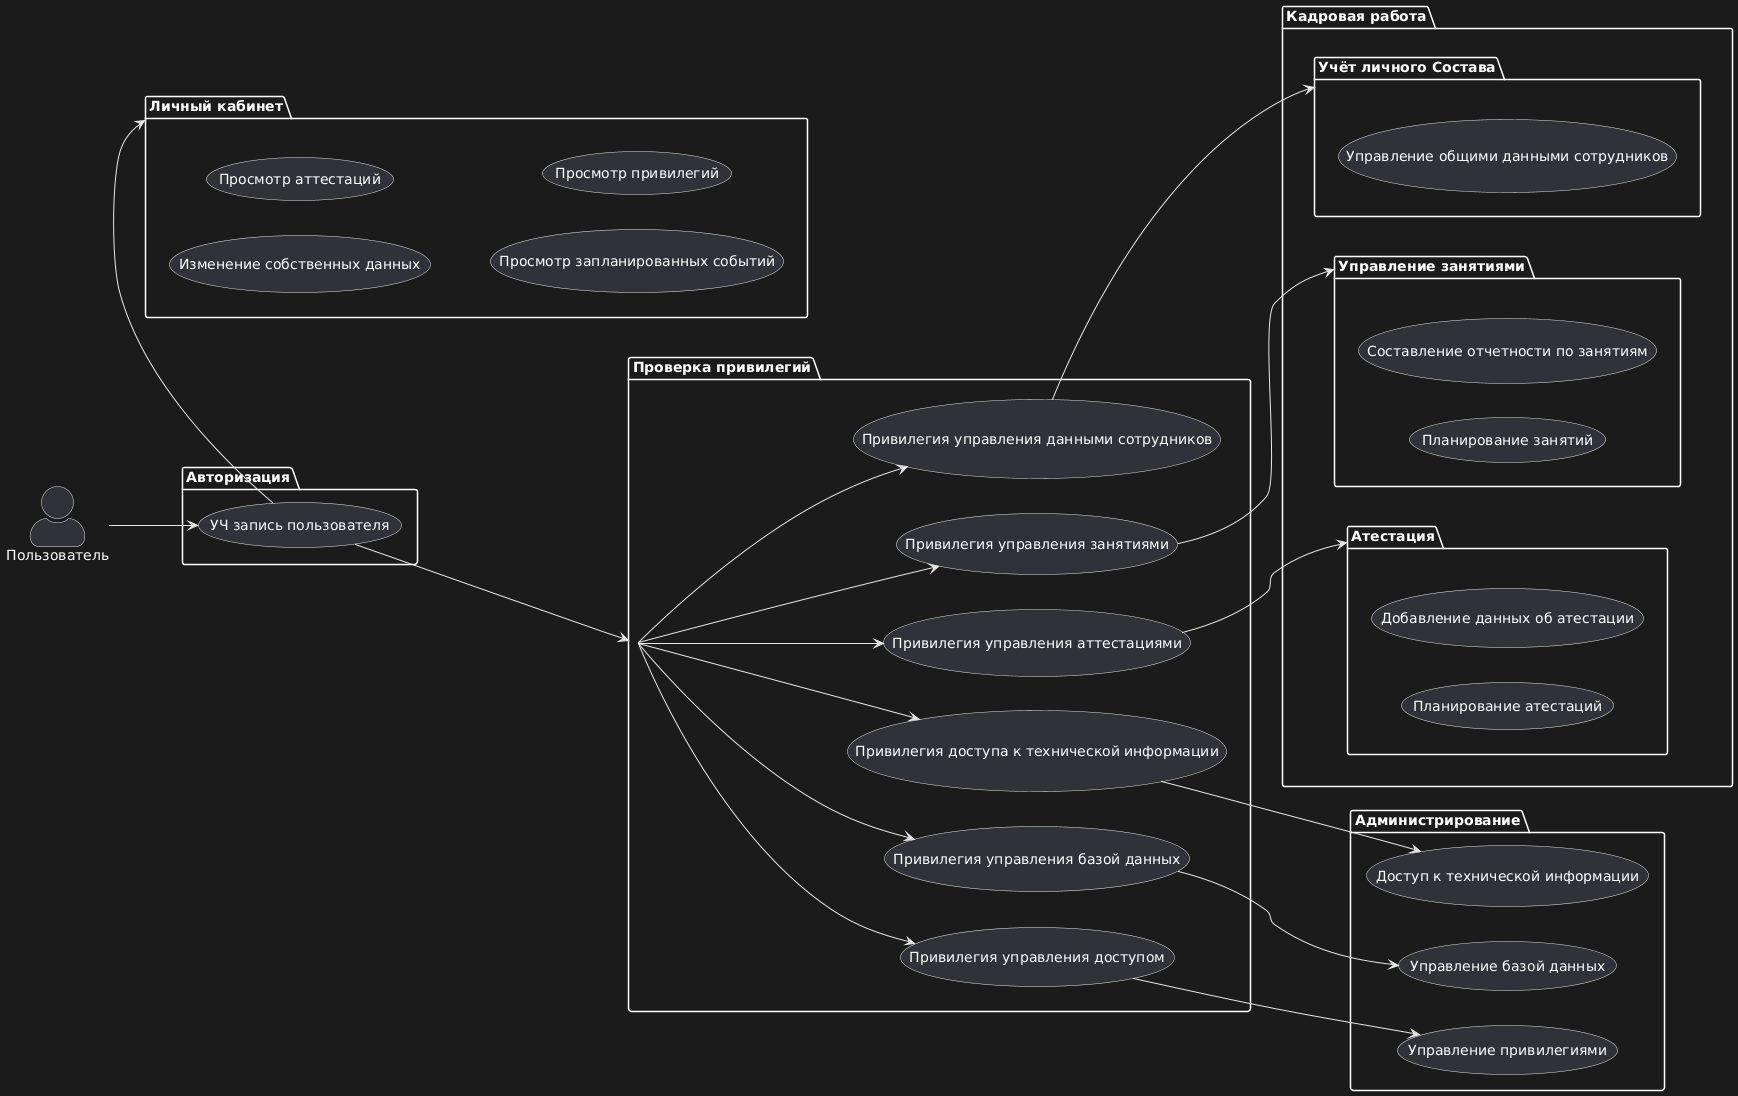 Кадровая работа
Учёт личного Состава
Управление общими данными сотрудников
Личный кабинет
Просмотр аттестаций
Просмотр привилегий
Изменение собственных данных
Просмотр запланированных событий
Управление занятиями
Составление отчетности по занятиям
Планирование занятий
Проверка привилегий
Привилегия управления данными сотрудников
Привилегия управления занятиями
Привилегия управления аттестациями
Привилегия доступа к технической информации
Привилегия управления базой данных
Привилегия управления доступом
Авторизация
УЧ запись пользователя
Пользователь
Атестация
Добавление данных об атестации
Планирование атестаций
Администрирование
Доступ к технической информации
Управление базой данных
Управление привилегиями